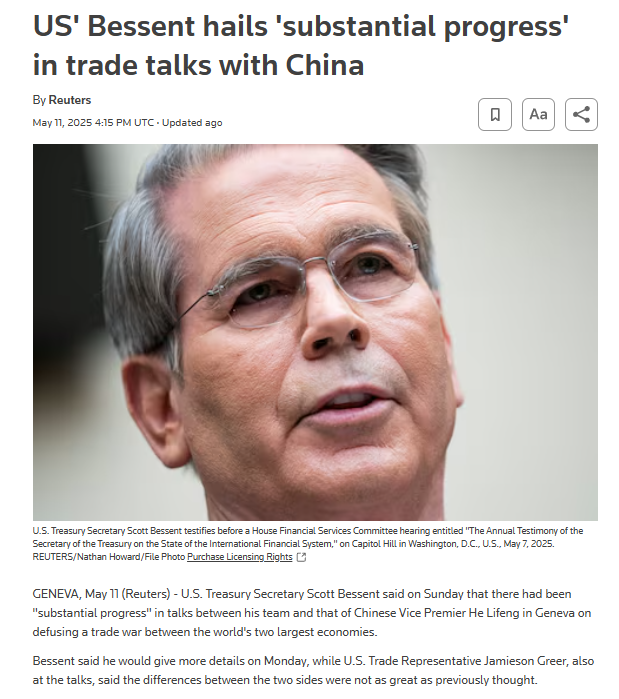 US' Bessent hails 'substantial progress'
in trade talks with China
By Reuters
May 11, 2025 4:15 PM UTC · Updated ago
Aa
U.S. Treasury Secretary Scott Bessent testifies before a House Financial Services Committee hearing entitled "The Annual Testimony of the
Secretary of the Treasury on the State of the International Financial System," on Capitol Hill in Washington, D.C., U.S., May 7, 2025.
REUTERS/Nathan Howard/File Photo Purchase Licensing Rights
GENEVA, May 11 (Reuters) - U.S. Treasury Secretary Scott Bessent said on Sunday that there had been
"substantial progress" in talks between his team and that of Chinese Vice Premier He Lifeng in Geneva on
defusing a trade war between the world's two largest economies.
Bessent said he would give more details on Monday, while U.S. Trade Representative Jamieson Greer, also
at the talks, said the differences between the two sides were not as great as previously thought.